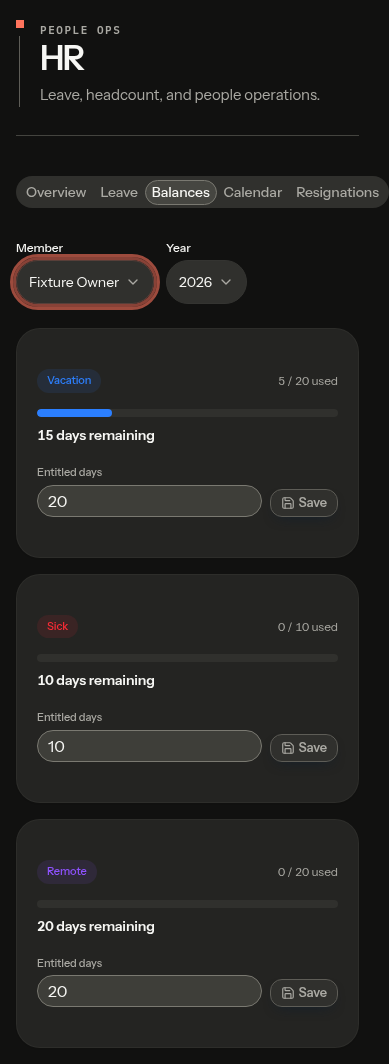 PEOPLE OPS
HR
Leave, headcount, and people operations.
Overview Leave Balances Calendar Resignations
Member Year
Fixture Owner 2026
Vacation 5 / 20 used
15 days remaining
Entitled days
20 Save
Sick 0 / 10 used
10 days remaining
Entitled days
10 Save
Remote 0 / 20 used
20 days remaining
Entitled days
20 Save